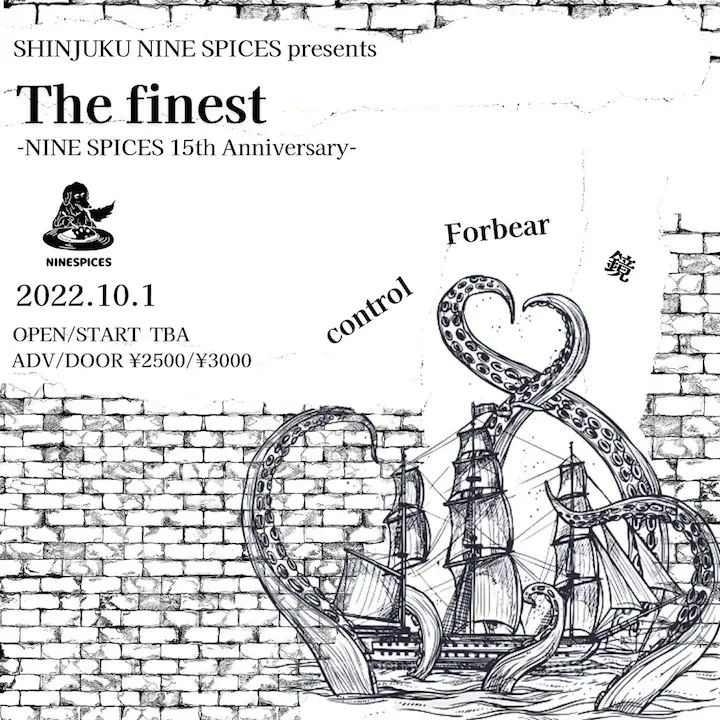 SHINJUKU NINE SPICES presents
The finest
-NINE SPICES 15th Anniversary-
NINESPICES
2022.10.1
OPEN/START TBA
ADV/DOOR ¥2500/¥3000
control
Forbear
鏡